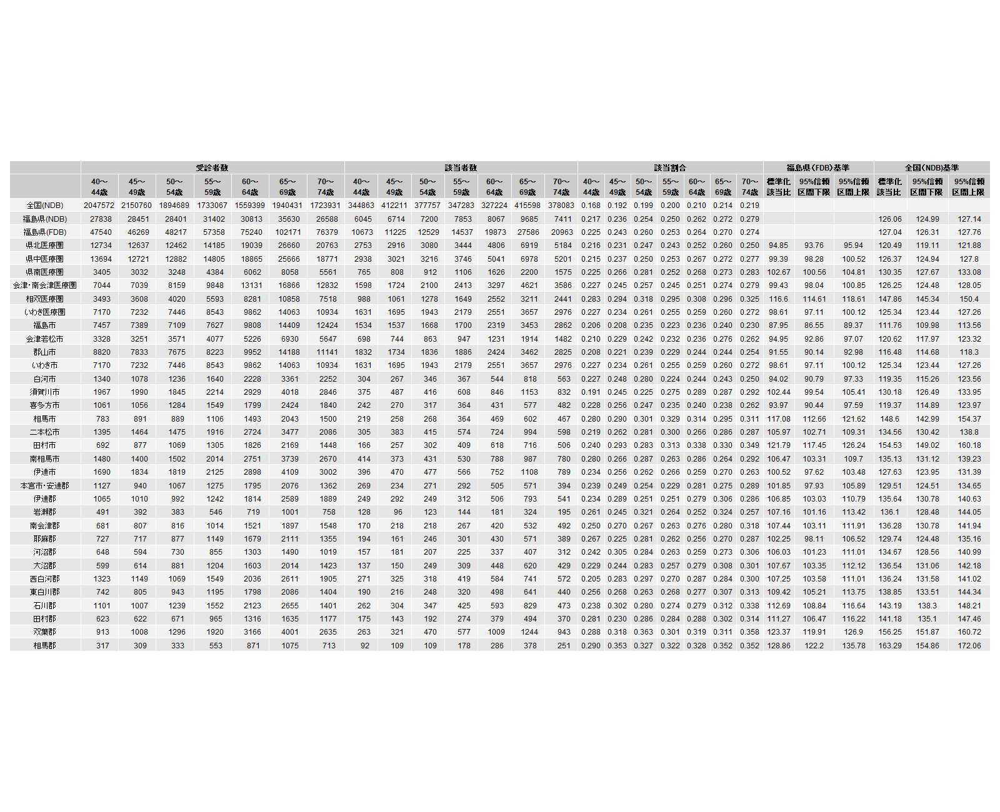 受診者数 該当者数 該当割合 福島県(FDB)基準 全国(NDB)基準
40～ 45～ 50～ 55～ 60～ 65～ 70～ 40～ 45～ 50～ 55～ 60～ 65～ 70～ 40～ 45～ 50～ 55～ 60～ 65～ 70～ 標準化 95%信頼 95%信頼 標準化 95%信頼 95%信頼
44歳 49歳 54歳 59歳 64歳 69歳 74歳 44歳 49歳 54歳 59歳 64歳 69歳 74歳 44歳 49歳 54歳 59歳 64歳 69歳 74歳 該当比 区間下限 区間上限 該当比 区間下限 区間上限
全国(NDB) 2047572 2150760 1894689 1733067 1559399 1940431 1723931 344863 412211 377757 347283 327224 415598 378083 0.168 0.192 0.199 0.200 0.210 0.214 0.219
福島県(NDB) 27838 28451 28401 31402 30813 35630 26588 6045 6714 7200 7853 8067 9685 7411 0.217 0.236 0.254 0.250 0.262 0.272 0.279 126.06 124.99 127.14
福島県(FDB) 47540 46269 48217 57358 75240 102171 76379 10673 11225 12529 14537 19873 27586 20963 0.225 0.243 0.260 0.253 0.264 0.270 0.274 127.04 126.31 127.76
県北医療圏 12734 12637 12462 14185 19039 26660 20763 2753 2916 3080 3444 4806 6919 5184 0.216 0.231 0.247 0.243 0.252 0.260 0.250 94.85 93.76 95.94 120.49 119.11 121.88
県中医療圏 13694 12721 12882 14805 18865 25666 18771 2938 3021 3216 3746 5041 6978 5201 0.215 0.237 0.250 0.253 0.267 0.272 0.277 99.39 98.28 100.52 126.37 124.94 127.8
県南医療圏 3405 3032 3248 4384 6062 8058 5561 765 808 912 1106 1626 2200 1575 0.225 0.266 0.281 0.252 0.268 0.273 0.283 102.67 100.56 104.81 130.35 127.67 133.08
会津・南会津医療圏 7044 7039 8159 9848 13131 16866 12832 1598 1724 2100 2413 3297 4621 3586 0.227 0.245 0.257 0.245 0.251 0.274 0.279 99.43 98.04 100.85 126.25 124.48 128.05
相双医療圏 3493 3608 4020 5593 8281 10858 7518 988 1061 1278 1649 2552 3211 2441 0.283 0.294 0.318 0.295 0.308 0.296 0.325 116.6 114.61 118.61 147.86 145.34 150.4
いわき医療圏 7170 7232 7446 8543 9862 14063 10934 1631 1695 1943 2179 2551 3657 2976 0.227 0.234 0.261 0.255 0.259 0.260 0.272 98.61 97.11 100.12 125.34 123.44 127.26
福島市 7457 7389 7109 7627 9808 14409 12424 1534 1537 1668 1700 2319 3453 2862 0.206 0.208 0.235 0.223 0.236 0.240 0.230 87.95 86.55 89.37 111.76 109.98 113.56
会津若松市 3328 3251 3571 4077 5226 6930 5647 698 744 863 947 1231 1914 1482 0.210 0.229 0.242 0.232 0.236 0.276 0.262 94.95 92.86 97.07 120.62 117.97 123.32
郡山市 8820 7833 7675 8223 9952 14188 11141 1832 1734 1836 1886 2424 3462 2825 0.208 0.221 0.239 0.229 0.244 0.244 0.254 91.55 90.14 92.98 116.48 114.68 118.3
いわき市 7170 7232 7446 8543 9862 14063 10934 1631 1695 1943 2179 2551 3657 2976 0.227 0.234 0.261 0.255 0.259 0.260 0.272 98.61 97.11 100.12 125.34 123.44 127.26
白河市 1340 1078 1236 1640 2228 3361 2252 304 267 346 367 544 818 563 0.227 0.248 0.280 0.224 0.244 0.243 0.250 94.02 90.79 97.33 119.35 115.26 123.56
須賀川市 1967 1990 1845 2214 2929 4018 2846 375 487 416 608 846 1153 832 0.191 0.245 0.225 0.275 0.289 0.287 0.292 102.44 99.54 105.41 130.18 126.49 133.95
喜多方市 1061 1056 1284 1549 1799 2424 1840 242 270 317 364 431 577 482 0.228 0.256 0.247 0.235 0.240 0.238 0.262 93.97 90.44 97.59 119.37 114.89 123.97
相馬市 783 891 889 1106 1493 2043 1500 219 258 268 364 469 602 467 0.280 0.290 0.301 0.329 0.314 0.295 0.311 117.08 112.66 121.62 148.6 142.99 154.37
二本松市 1395 1464 1475 1916 2724 3477 2086 305 383 415 574 724 994 598 0.219 0.262 0.281 0.300 0.266 0.286 0.287 105.97 102.71 109.31 134.56 130.42 138.8
田村市 692 877 1069 1305 1826 2169 1448 166 257 302 409 618 716 506 0.240 0.293 0.283 0.313 0.338 0.330 0.349 121.79 117.45 126.24 154.53 149.02 160.18
南相馬市 1480 1400 1502 2014 2751 3739 2670 414 373 431 530 788 987 780 0.280 0.266 0.287 0.263 0.286 0.264 0.292 106.47 103.31 109.7 135.13 131.12 139.23
伊達市 1690 1834 1819 2125 2898 4109 3002 396 470 477 566 752 1108 789 0.234 0.256 0.262 0.266 0.259 0.270 0.263 100.52 97.62 103.48 127.63 123.95 131.39
本宮市・安達郡 1127 940 1067 1275 1795 2076 1362 269 234 271 292 505 571 394 0.239 0.249 0.254 0.229 0.281 0.275 0.289 101.85 97.93 105.89 129.51 124.51 134.65
伊達郡 1065 1010 992 1242 1814 2589 1889 249 292 249 312 506 793 541 0.234 0.289 0.251 0.251 0.279 0.306 0.286 106.85 103.03 110.79 135.64 130.78 140.63
岩瀬郡 491 392 383 546 719 1001 758 128 96 123 144 181 324 195 0.261 0.245 0.321 0.264 0.252 0.324 0.257 107.16 101.16 113.42 136.1 128.48 144.05
南会津郡 681 807 816 1014 1521 1897 1548 170 218 218 267 420 532 492 0.250 0.270 0.267 0.263 0.276 0.280 0.318 107.44 103.11 111.91 136.28 130.78 141.94
耶麻郡 727 717 877 1149 1679 2111 1355 194 161 246 301 430 571 389 0.267 0.225 0.281 0.262 0.256 0.270 0.287 102.25 98.11 106.52 129.74 124.48 135.16
河沼郡 648 594 730 855 1303 1490 1019 157 181 207 225 337 407 312 0.242 0.305 0.284 0.263 0.259 0.273 0.306 106.03 101.23 111.01 134.67 128.56 140.99
大沼郡 599 614 881 1204 1603 2014 1423 137 150 249 309 448 620 429 0.229 0.244 0.283 0.257 0.279 0.308 0.301 107.67 103.35 112.12 136.54 131.06 142.18
西白河郡 1323 1149 1069 1549 2036 2611 1905 271 325 318 419 584 741 572 0.205 0.283 0.297 0.270 0.287 0.284 0.300 107.25 103.58 111.01 136.24 131.58 141.02
東白川郡 742 805 943 1195 1798 2086 1404 190 216 248 320 498 641 440 0.256 0.268 0.263 0.268 0.277 0.307 0.313 109.42 105.21 113.75 138.85 133.51 144.34
石川郡 1101 1007 1239 1552 2123 2655 1401 262 304 347 425 593 829 473 0.238 0.302 0.280 0.274 0.279 0.312 0.338 112.69 108.84 116.64 143.19 138.3 148.21
田村郡 623 622 671 965 1316 1635 1177 175 143 192 274 379 494 370 0.281 0.230 0.286 0.284 0.288 0.302 0.314 111.27 106.47 116.22 141.18 135.1 147.46
双葉郡 913 1008 1296 1920 3166 4001 2635 263 321 470 577 1009 1244 943 0.288 0.318 0.363 0.301 0.319 0.311 0.358 123.37 119.91 126.9 156.25 151.87 160.72
相馬郡 317 309 333 553 871 1075 713 92 109 109 178 286 378 251 0.290 0.353 0.327 0.322 0.328 0.352 0.352 128.86 122.2 135.78 163.29 154.86 172.06